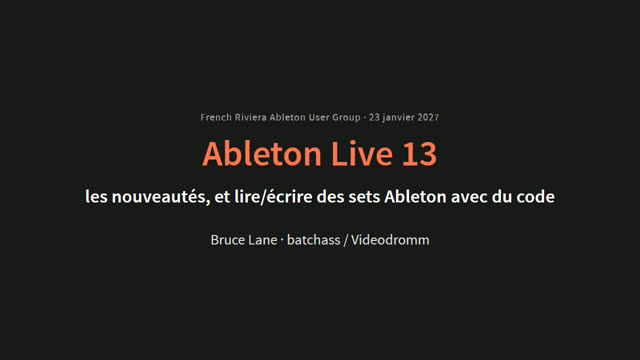 French Riviera Ableton User Group · 23 janvier 2027
Ableton Live 13
les nouveautés, et lire/écrire des sets Ableton avec du code
Bruce Lane · batchass / Videodromm